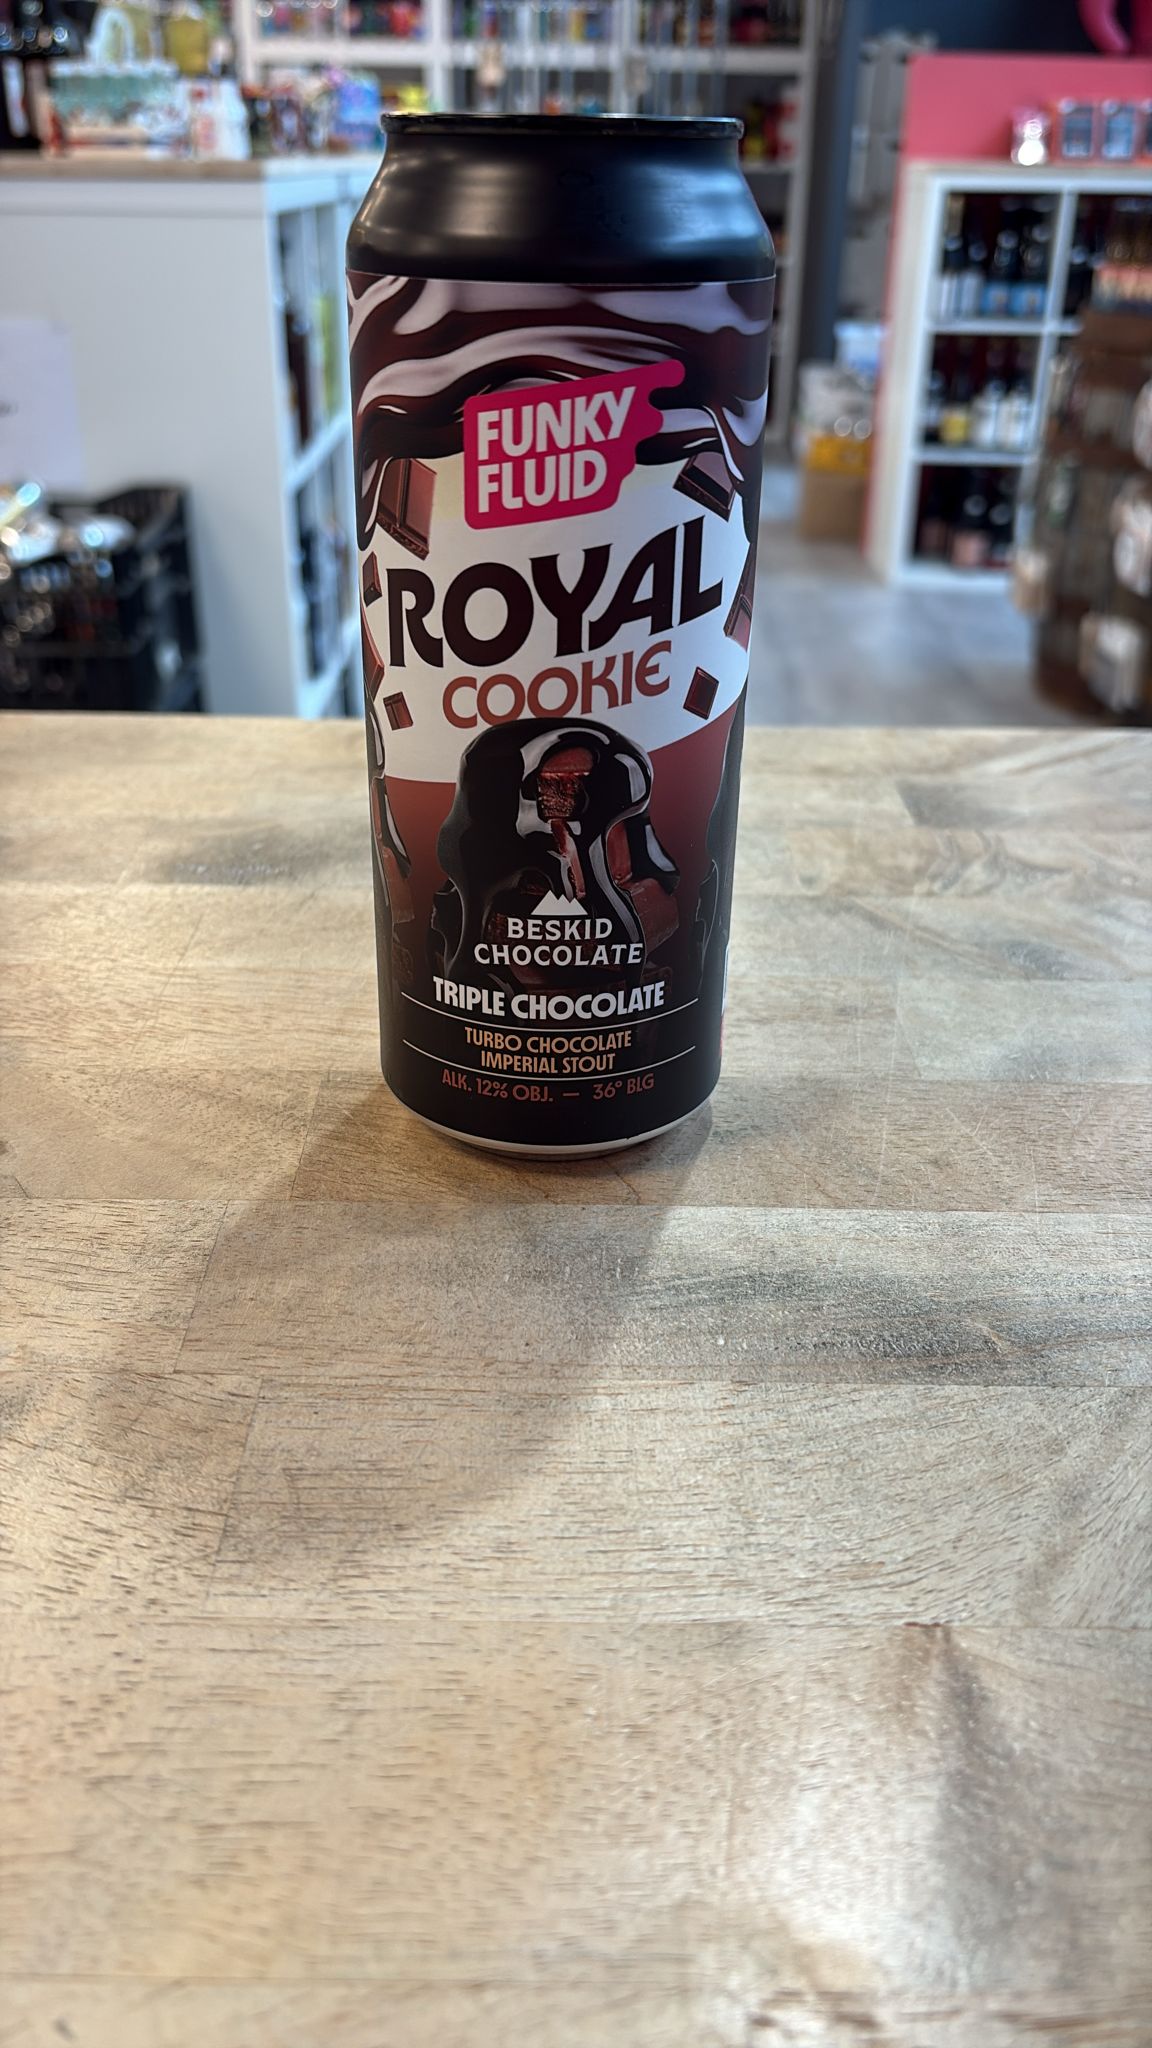 FUNKY
FLUID
ROYAL
COOKIE
BESKID
CHOCOLATE
TRIPLE CHOCOLATE
TURBO CHOCOLATE
IMPERIAL STOUT
ALK. 12% OBJ. — 36° BLG